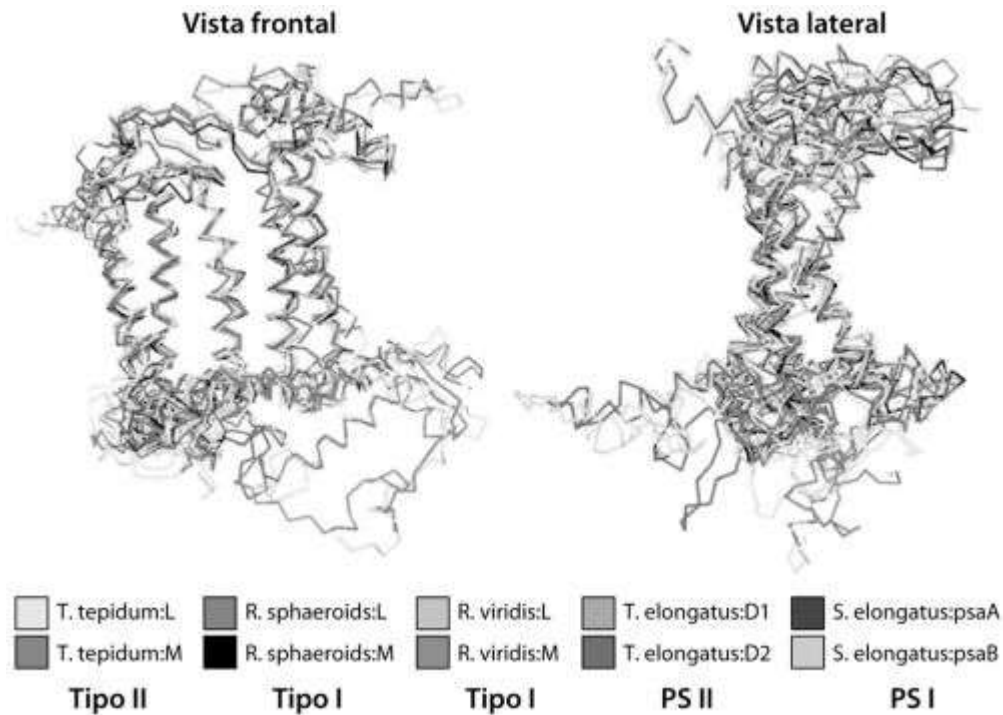 Vista frontal Vista lateral
T. tepidum:L R. sphaeroids:L R. viridis:L T. elongatus:D1 S. elongatus:psaA
T. tepidum:M R. sphaeroids:M R. viridis:M T. elongatus:D2 S. elongatus:psaB
Tipo II Tipo I Tipo I PS II PS I